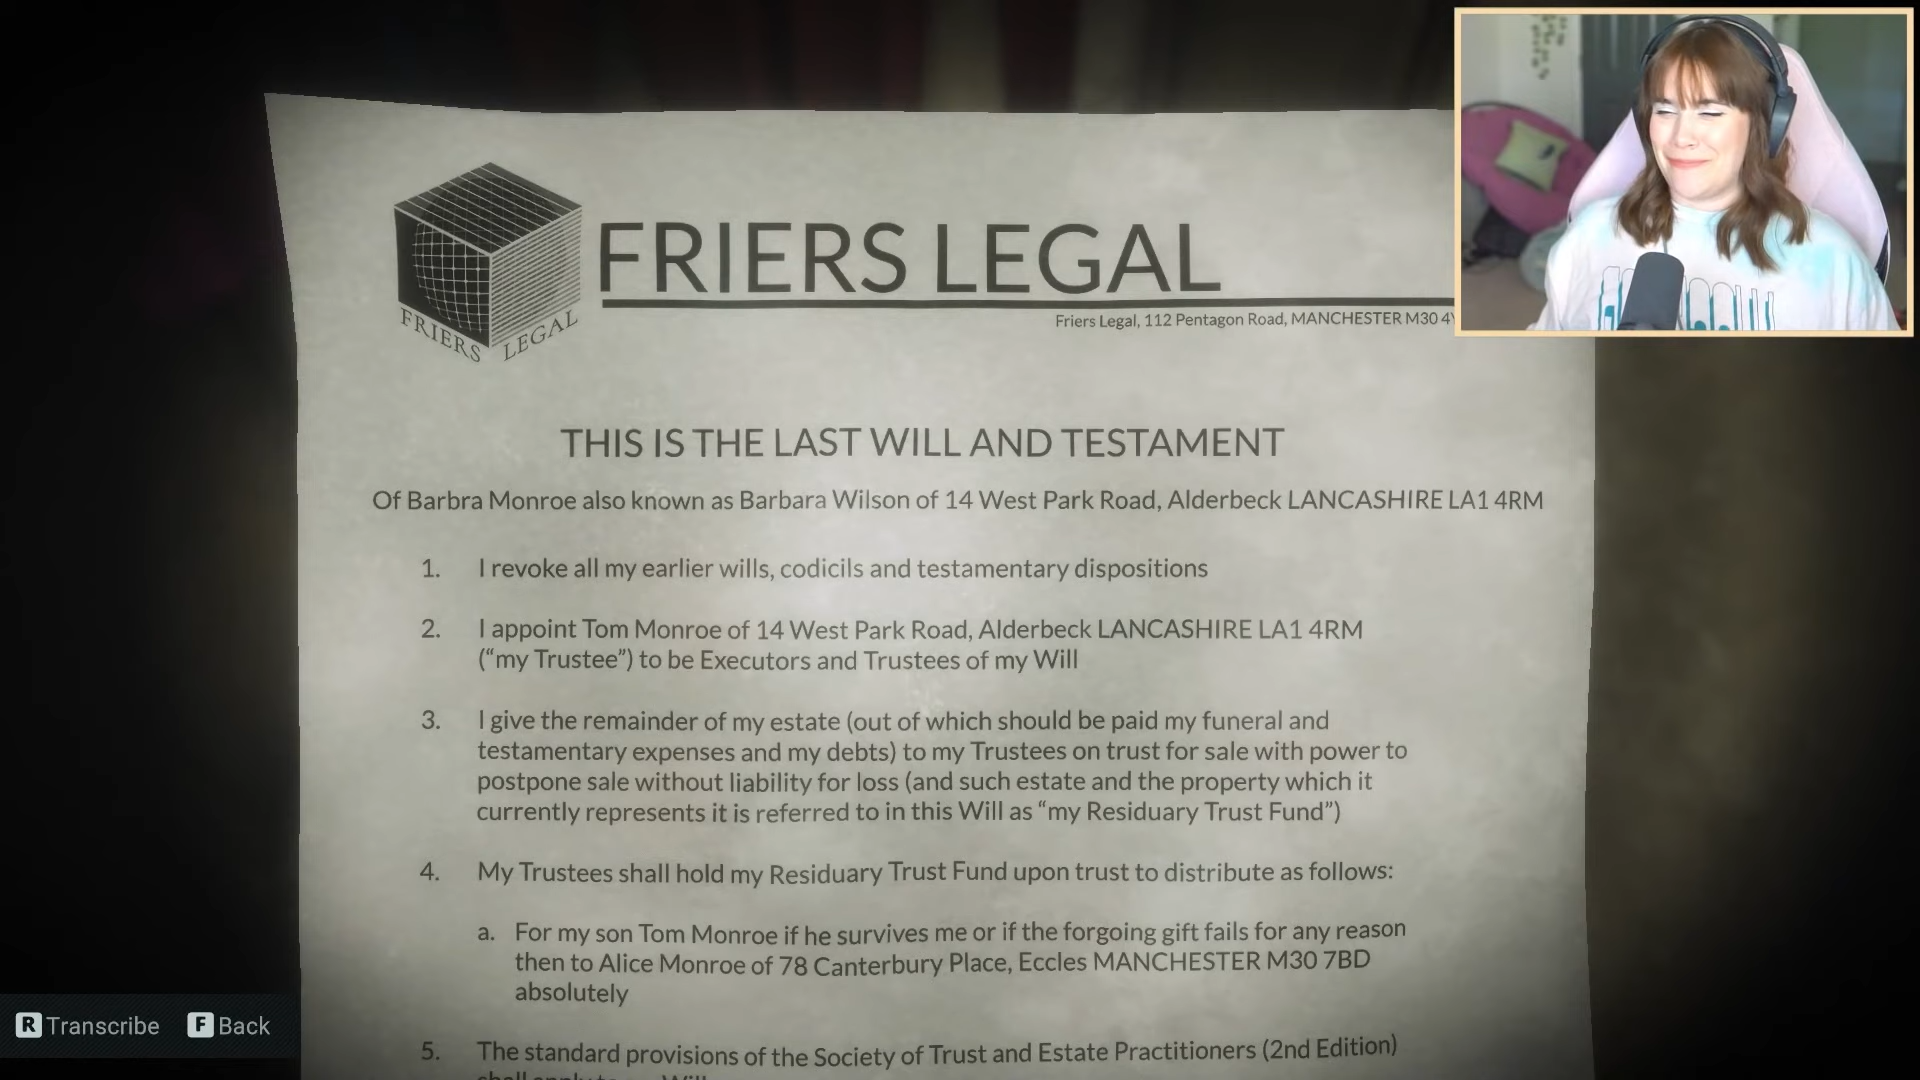 FRIERS LEGAL
FRIERS LEGAL
Friers Legal, 112 Pentagon Road, MANCHESTER M30
THIS IS THE LAST WILL AND TESTAMENT
Of Barbra Monroe also known as Barbara Wilson of 14 West Park Road, Alderbeck LANCASHIRE LA1 4RM
1. I revoke all my earlier wills, codicils and testamentary dispositions
2. I appoint Tom Monroe of 14 West Park Road, Alderbeck LANCASHIRE LA1 4RM
(“my Trustee”) to be Executors and Trustees of my Will
3. I give the remainder of my estate (out of which should be paid my funeral and
testamentary expenses and my debts) to my Trustees on trust for sale with power to
postpone sale without liability for loss (and such estate and the property which it
currently represents it is referred to in this Will as “my Residuary Trust Fund”)
4. My Trustees shall hold my Residuary Trust Fund upon trust to distribute as follows:
a. For my son Tom Monroe if he survives me or if the forgoing gift fails for any reason
then to Alice Monroe of 78 Canterbury Place, Eccles MANCHESTER M30 7BD
absolutely
5. The standard provisions of the Society of Trust and Estate Practitioners (2nd Edition)
R Transcribe F Back